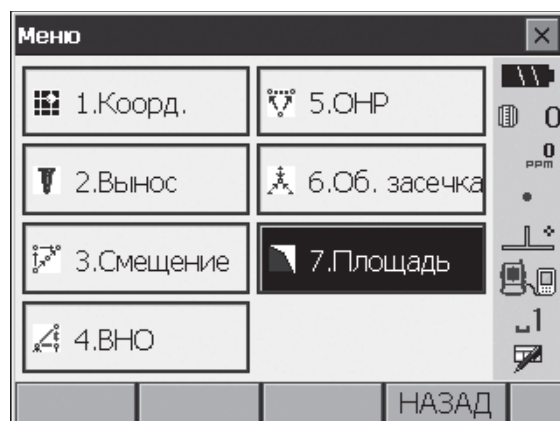 Меню
1.Коорд.
5.ОНР
2.Вынос
6.Об. засечка
3.Смещение
7.Площадь
4.ВНО
0
0
ppm
1
НАЗАД